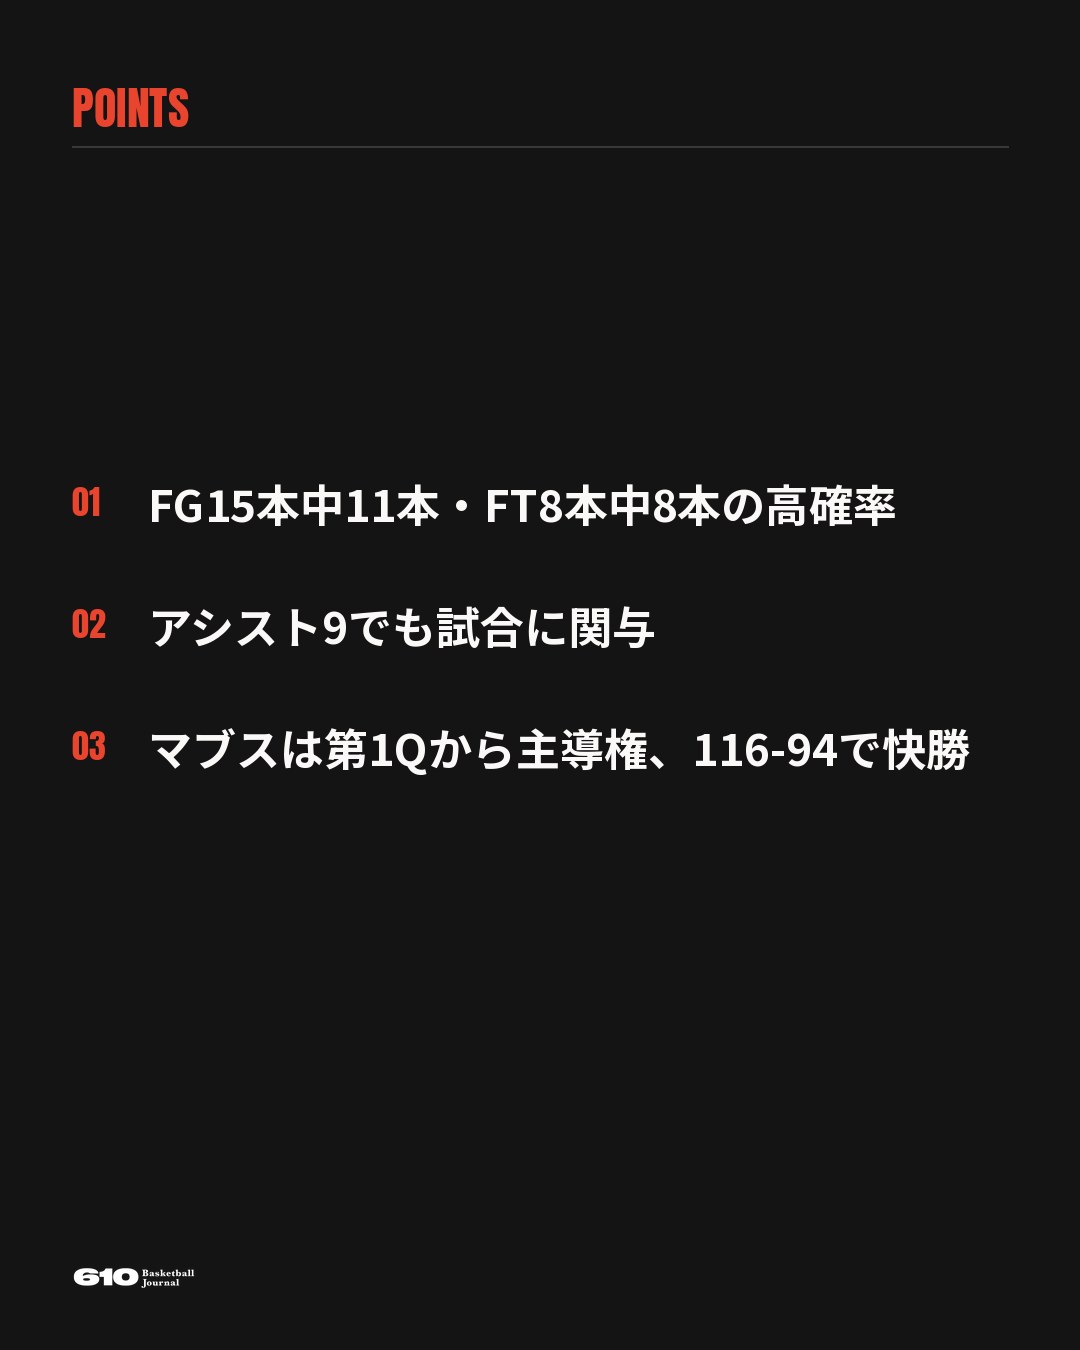 POINTS
01 FG15本中11本・FT8本中8本の高確率
02 アシスト9でも試合に関与
03 マブスは第1Qから主導権、116-94で快勝
610 Basketball
Journal